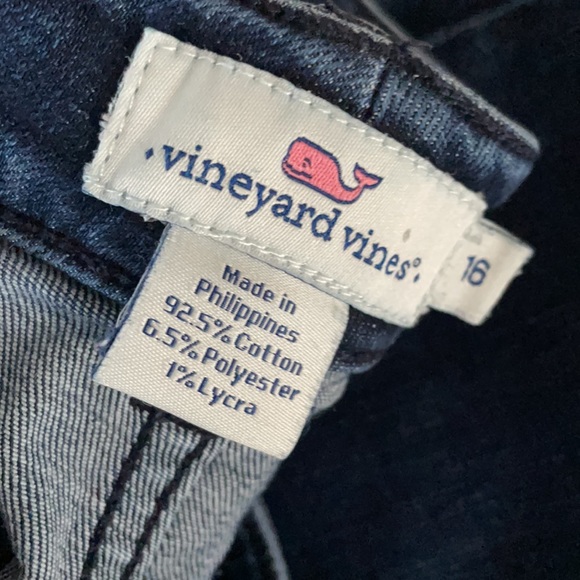 vineyard vines®
16
Made in
Philippines
92.5% Cotton
6.5% Polyester
1% Lycra